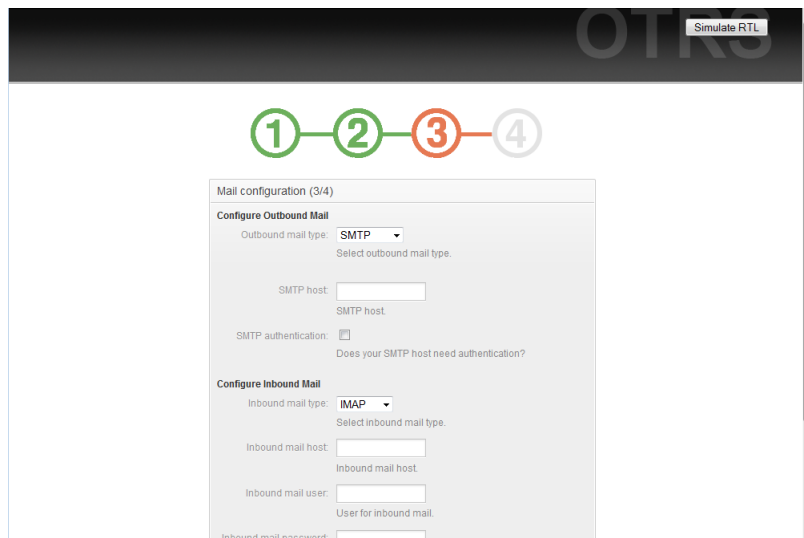 OTRS
Simulate RTL
1 2 3 4
Mail configuration (3/4)
Configure Outbound Mail
Outbound mail type: SMTP
Select outbound mail type.
SMTP host:
SMTP host.
SMTP authentication:
Does your SMTP host need authentication?
Configure Inbound Mail
Inbound mail type: IMAP
Select inbound mail type.
Inbound mail host:
Inbound mail host.
Inbound mail user:
User for inbound mail.
Inbound mail password: